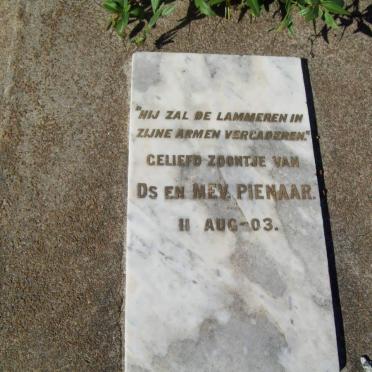 "HIJ ZAL DE LAMMEREN IN
ZIJNE ARMEN VERGADEREN."
GELIEFD ZOONTJE VAN
DS EN MEV. PIENAAR.
11 AUG-03.